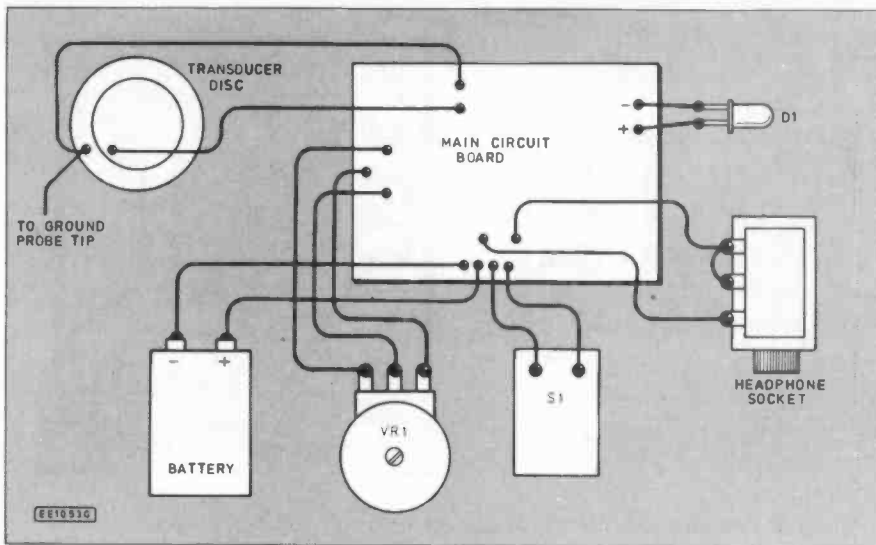 TRANSDUCER
DISC
MAIN CIRCUIT
BOARD
-
+
D1
TO GROUND
PROBE TIP
- +
BATTERY
VR1
S1
HEADPHONE
SOCKET
EE1053G